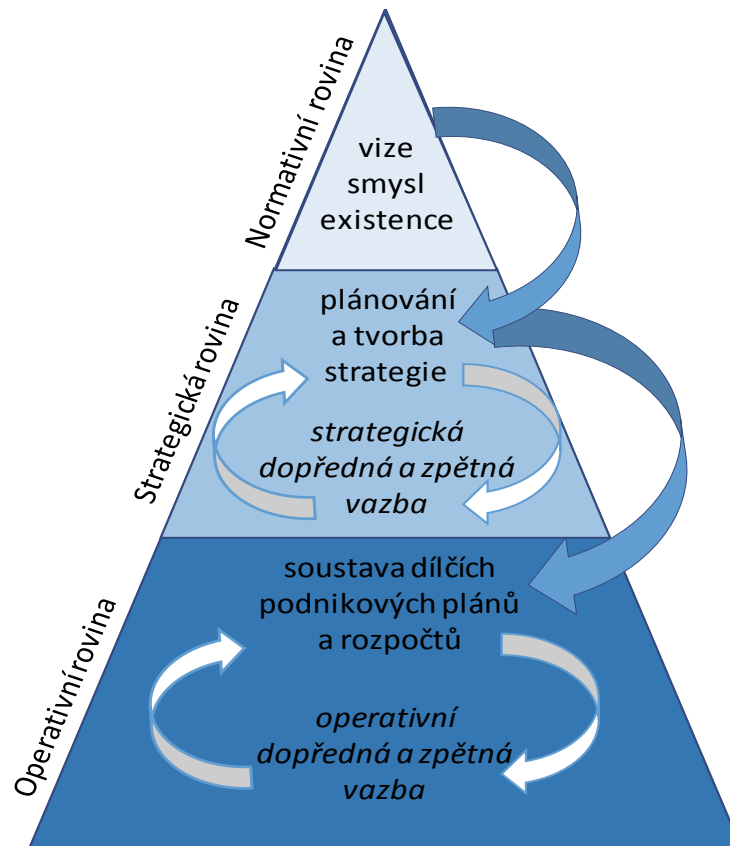 Normativní rovina
vize
smysl
existence
Strategická rovina
plánování
a tvorba
strategie
strategická
dopředná a zpětná
vazba
Operativní rovina
soustava dílčích
podnikových plánů
a rozpočtů
operativní
dopředná a zpětná
vazba